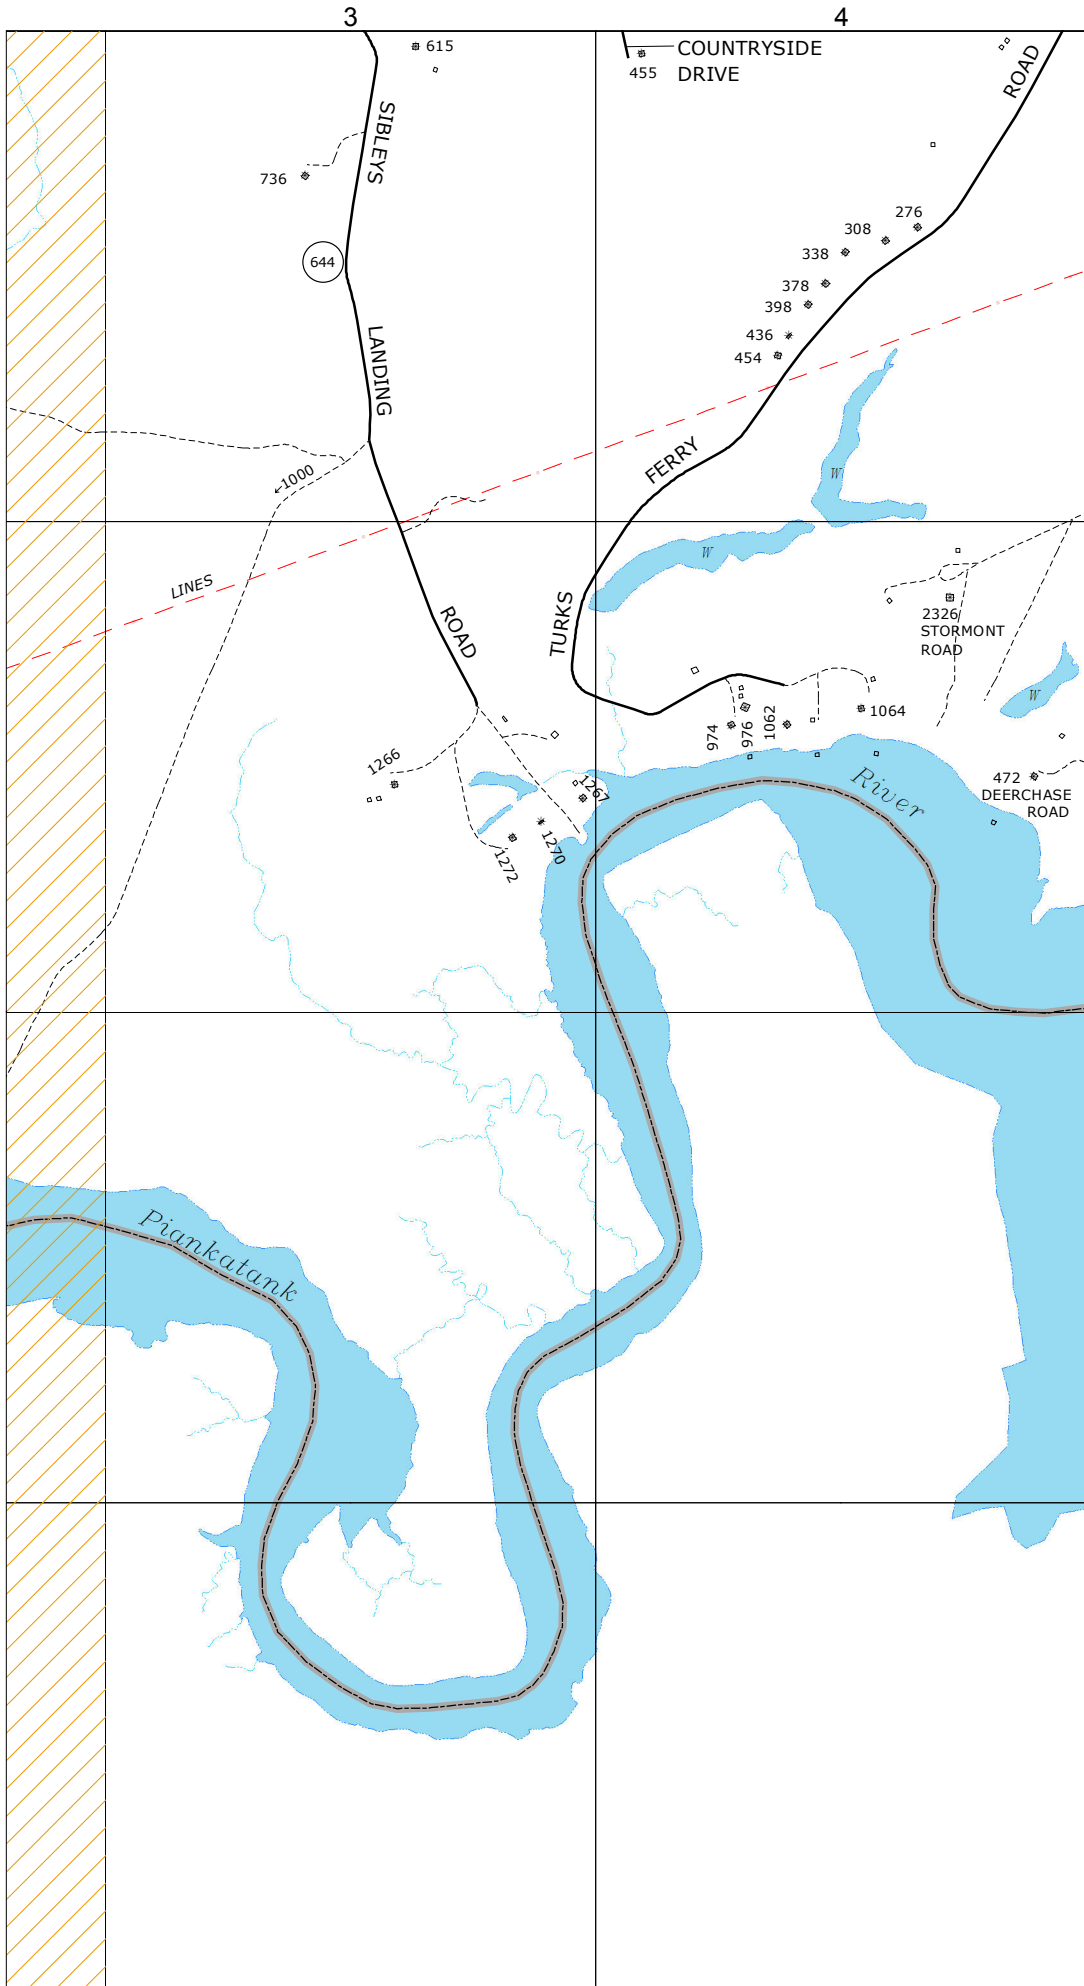 3
4
615
COUNTRYSIDE
DRIVE
455
ROAD
SIBLEYS
736
276
308
338
644
378
398
436
454
LANDING
FERRY
←1000
W
W
LINES
ROAD
TURKS
2326
STORMONT
ROAD
W
974
976
1062
1064
1266
1267
1270
1272
River
472
DEERCHASE
ROAD
Piankatank